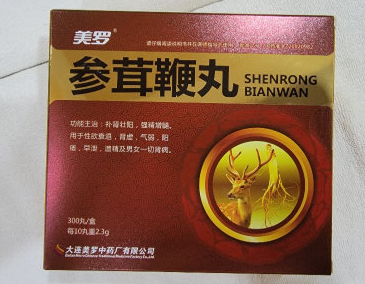 美罗®
参茸鞭丸
SHENRONG
BIANWAN
功能主治：补肾壮阳，强精增髓。
用于性欲衰退，肾虚，气弱，阳
痿，早泄，遗精及男女一切肾病。
300丸/盒
每10丸重2.3g
大连美罗中药厂有限公司